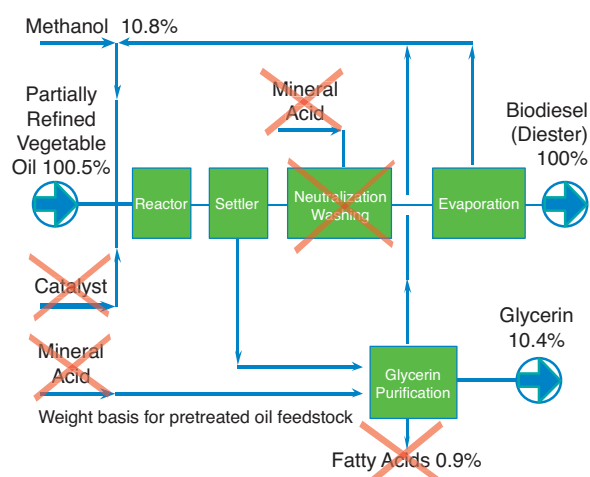 Methanol 10.8%
Partially
Refined
Vegetable
Oil 100.5%
Mineral
Acid
Biodiesel
(Diester)
100%
Reactor
Settler
Neutralization
Washing
Evaporation
Catalyst
Mineral
Acid
Glycerin
10.4%
Glycerin
Purification
Weight basis for pretreated oil feedstock
Fatty Acids 0.9%